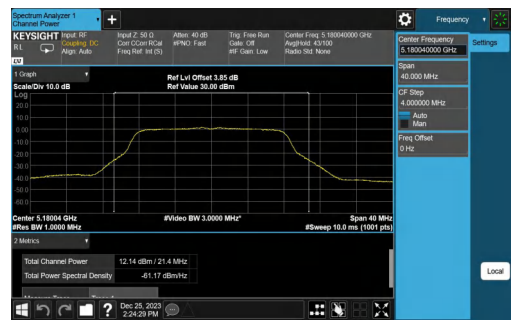 Spectrum Analyzer 1
Channel Power
Frequency
KEYSIGHT
RL
Input: RF
Coupling: DC
Align: Auto
Input Z: 50 Ω
Corr CCorr RCal
Freq Ref: Int (S)
Atten: 40 dB
#PNO: Fast
Trig: Free Run
Gate: Off
#IF Gain: Low
Center Freq: 5.180040000 GHz
Avg|Hold: 43/100
Radio Std: None
LVI
Center Frequency
5.180040000 GHz
Settings
Span
40.000 MHz
CF Step
4.000000 MHz
Auto
Man
Freq Offset
0 Hz
1 Graph
Scale/Div 10.0 dB
Ref Lvl Offset 3.85 dB
Ref Value 30.00 dBm
Log
20.0
10.0
0.00
-10.0
-20.0
-30.0
-40.0
-50.0
-60.0
Center 5.18004 GHz
#Res BW 1.0000 MHz
#Video BW 3.0000 MHz*
Span 40 MHz
#Sweep 10.0 ms (1001 pts)
2 Metrics
Total Channel Power
12.14 dBm / 21.4 MHz
Total Power Spectral Density
-61.17 dBm/Hz
Local
?
Dec 25, 2023
2:24:29 PM